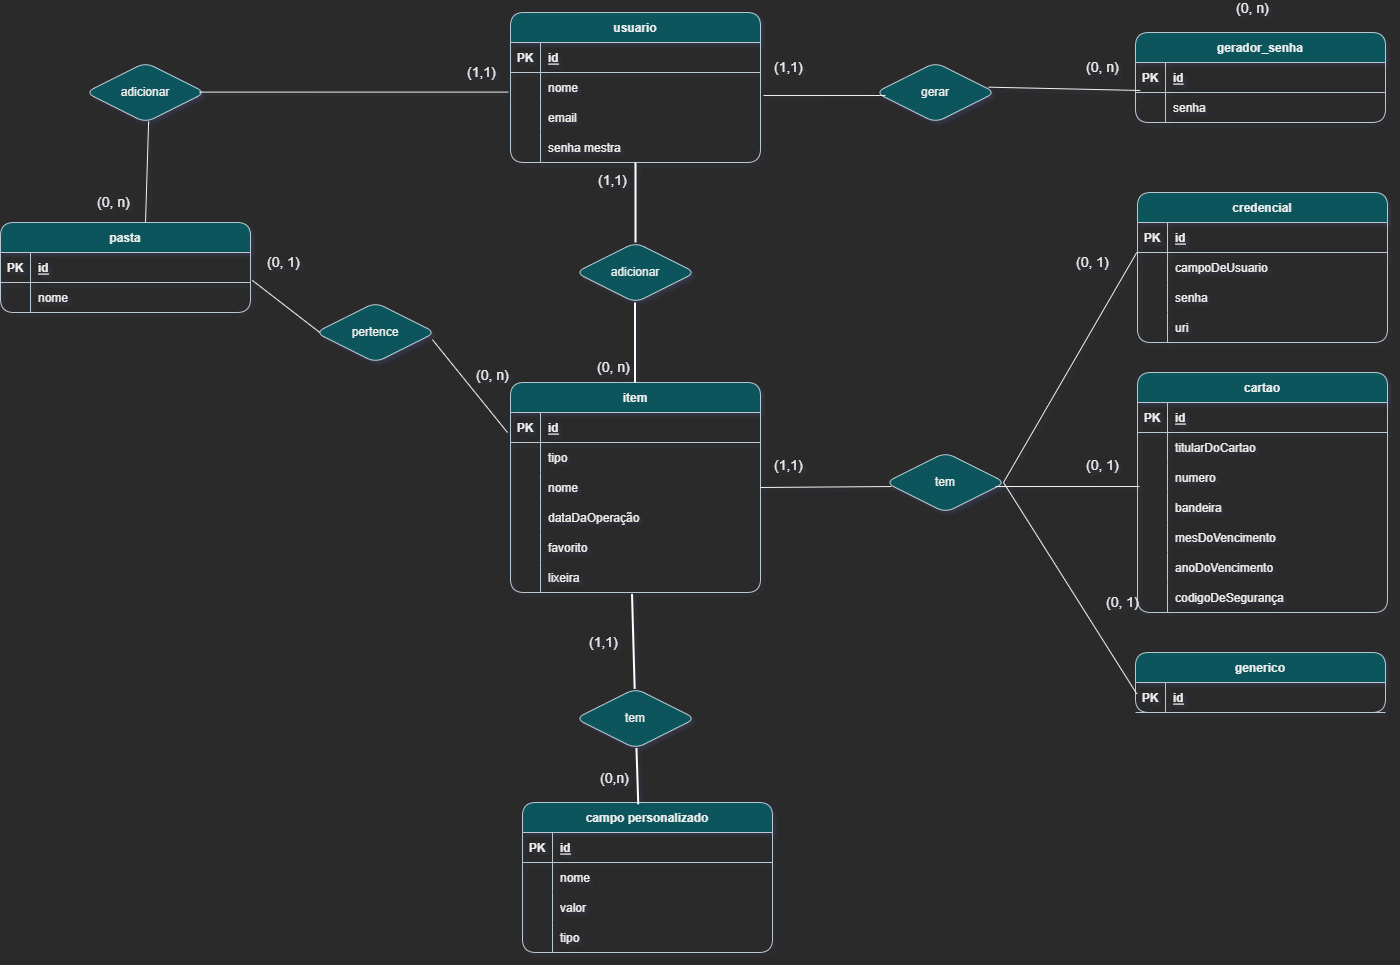 (0, n)
usuario
PK id
nome
email
senha mestra
(1,1)
adicionar
(0, n)
(1,1)
gerar
(0, n)
gerador_senha
PK id
senha
pasta
PK id
nome
(0, 1)
pertence
(0, n)
(1,1)
adicionar
(0, n)
item
PK id
tipo
nome
dataDaOperação
favorito
lixeira
(1,1)
tem
(0, 1)
credencial
PK id
campoDeUsuario
senha
uri
(0, 1)
cartao
PK id
titularDoCartao
numero
bandeira
mesDoVencimento
anoDoVencimento
codigoDeSegurança
(0, 1)
generico
PK id
(1,1)
tem
(0,n)
campo personalizado
PK id
nome
valor
tipo